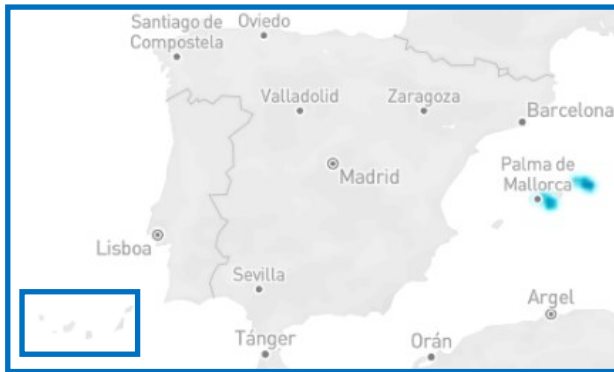 Santiago de
Compostela
Oviedo
Valladolid
Zaragoza
Barcelona
Madrid
Palma de
Mallorca
Lisboa
Sevilla
Argel
Tánger
Orán